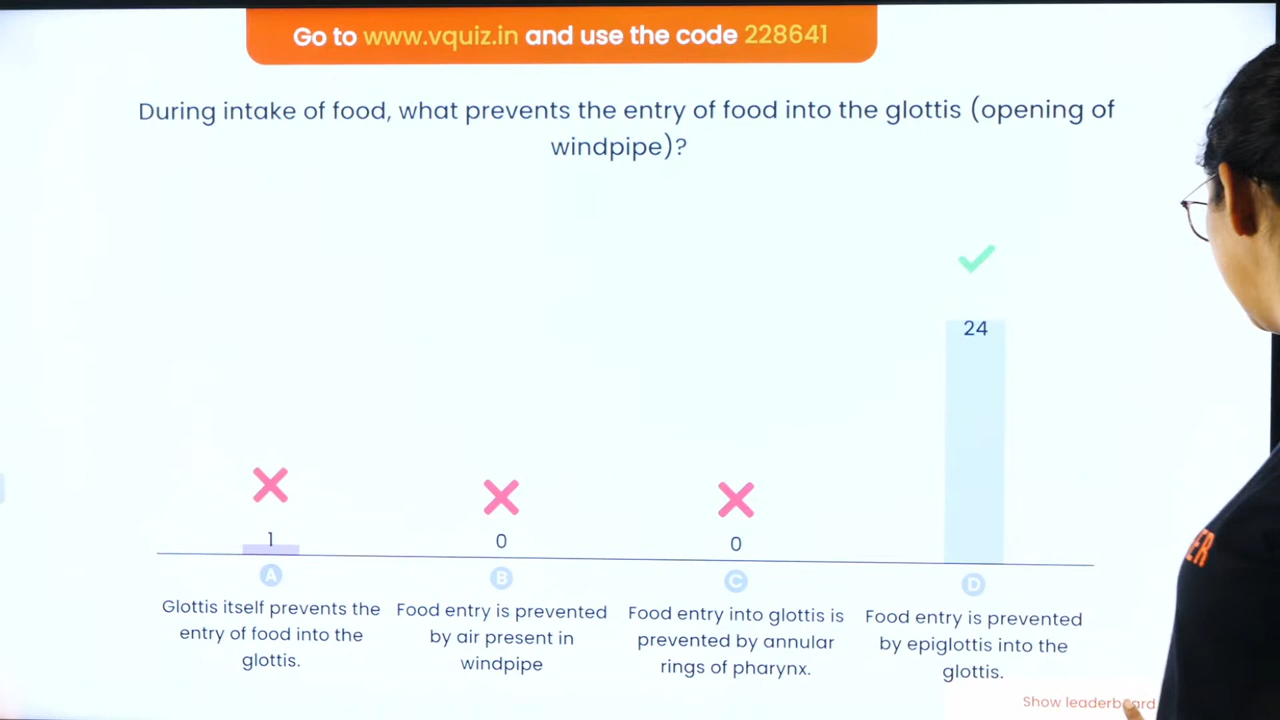 Go to www.vquiz.in and use the code 228641
During intake of food, what prevents the entry of food into the glottis (opening of
windpipe)?
24
1
0
0
A
B
C
D
Glottis itself prevents the
entry of food into the
glottis.
Food entry is prevented
by air present in
windpipe
Food entry into glottis is
prevented by annular
rings of pharynx.
Food entry is prevented
by epiglottis into the
glottis.
Show leaderboard